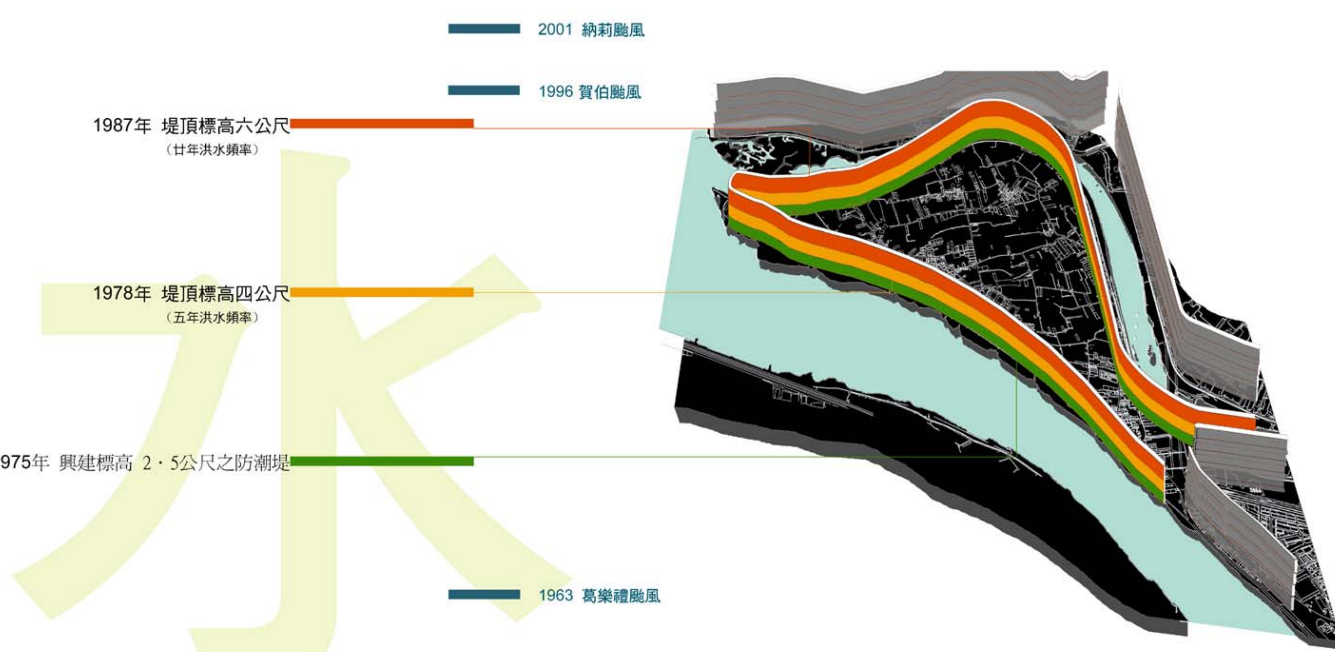 2001 納莉颱風
1996 賀伯颱風
1987年 堤頂標高六公尺
（廿年洪水頻率）
1978年 堤頂標高四公尺
（五年洪水頻率）
975年 興建標高 2．5公尺之防潮堤
1963 葛樂禮颱風
水